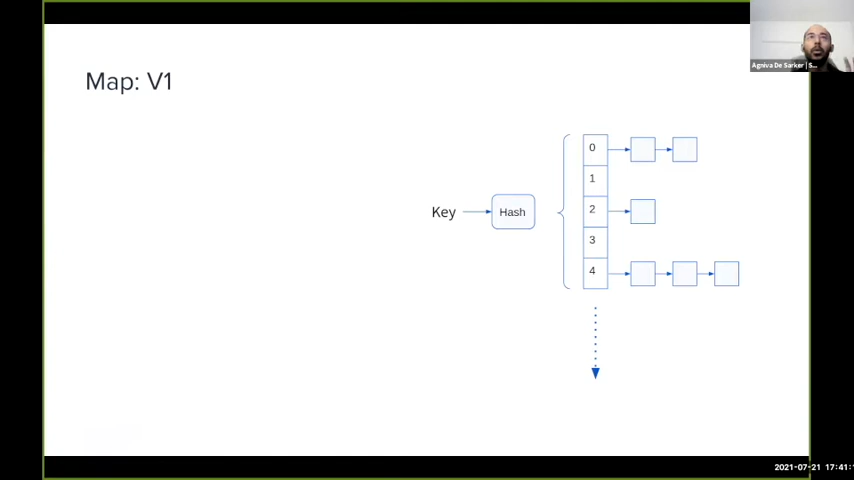 Agniva De Sarker | S...
Map: V1
0
1
Key
Hash
2
3
4
2021-07-21 17:41: